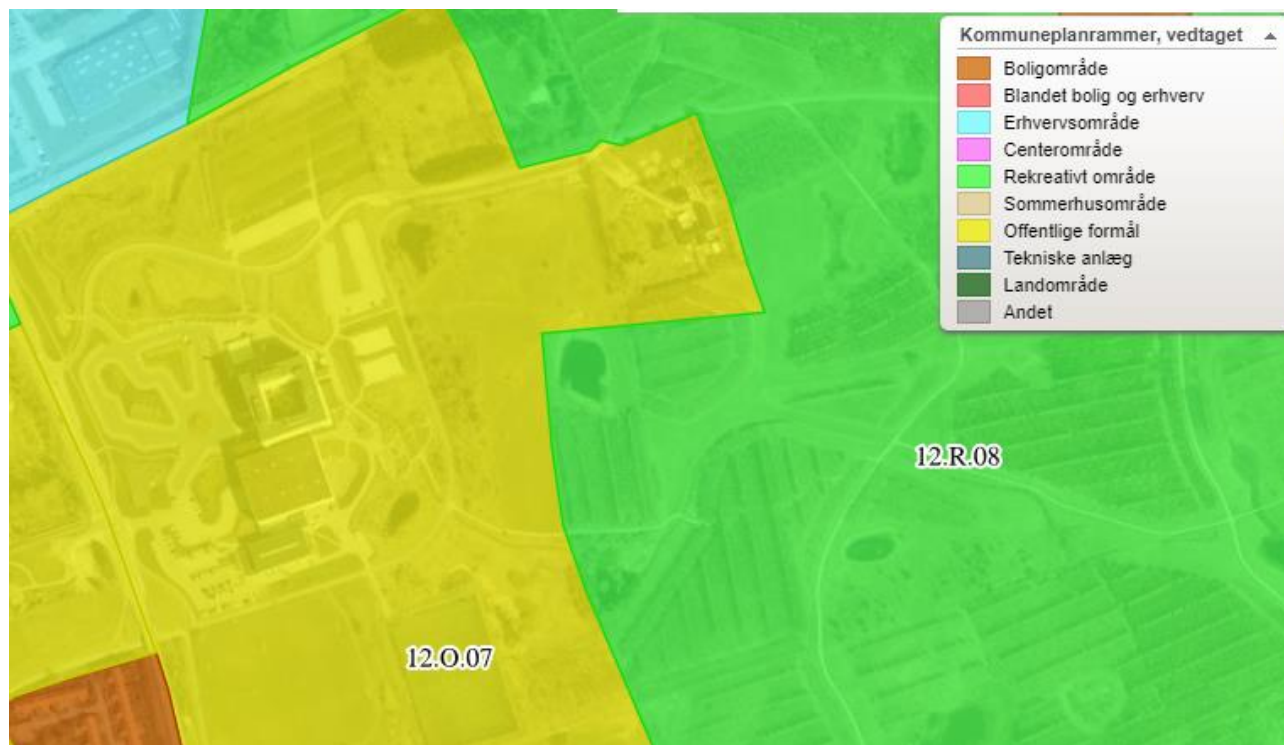 Kommuneplanrammer, vedtaget
Boligområde
Blandet bolig og erhverv
Erhvervsområde
Centerområde
Rekreativt område
Sommerhusområde
Offentlige formål
Tekniske anlæg
Landområde
Andet
12.R.08
12.O.07